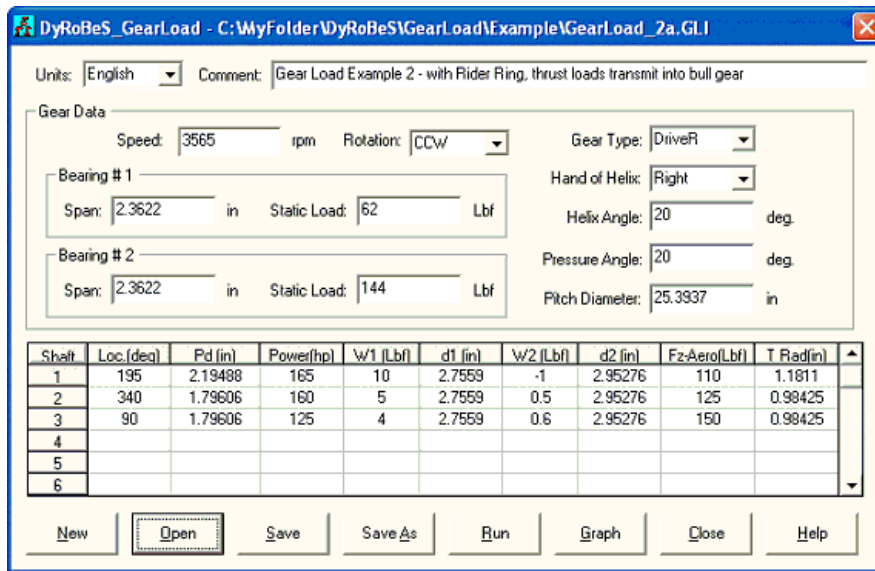 DyRoBeS_GearLoad - C:\MyFolder\DyRoBeS\GearLoad\Example\GearLoad_2a.GLI
Units: English Comment: Gear Load Example 2 - with Rider Ring, thrust loads transmit into bull gear
Gear Data
Speed: 3565 rpm Rotation: CCW Gear Type: DriveR
Bearing # 1 Hand of Helix: Right
Span: 2.3622 in Static Load: 62 Lbf Helix Angle: 20 deg.
Bearing # 2 Pressure Angle: 20 deg.
Span: 2.3622 in Static Load: 144 Lbf Pitch Diameter: 25.3937 in
Shaft Loc.(deg) Pd (in) Power(hp) W1 (Lbf) d1 (in) W2 (Lbf) d2 (in) Fz-Aero(Lbf) T Rad(in)
1 195 2.19488 165 10 2.7559 -1 2.95276 110 1.1811
2 340 1.79606 160 5 2.7559 0.5 2.95276 125 0.98425
3 90 1.79606 125 4 2.7559 0.6 2.95276 150 0.98425
4
5
6
New Open Save Save As Run Graph Close Help